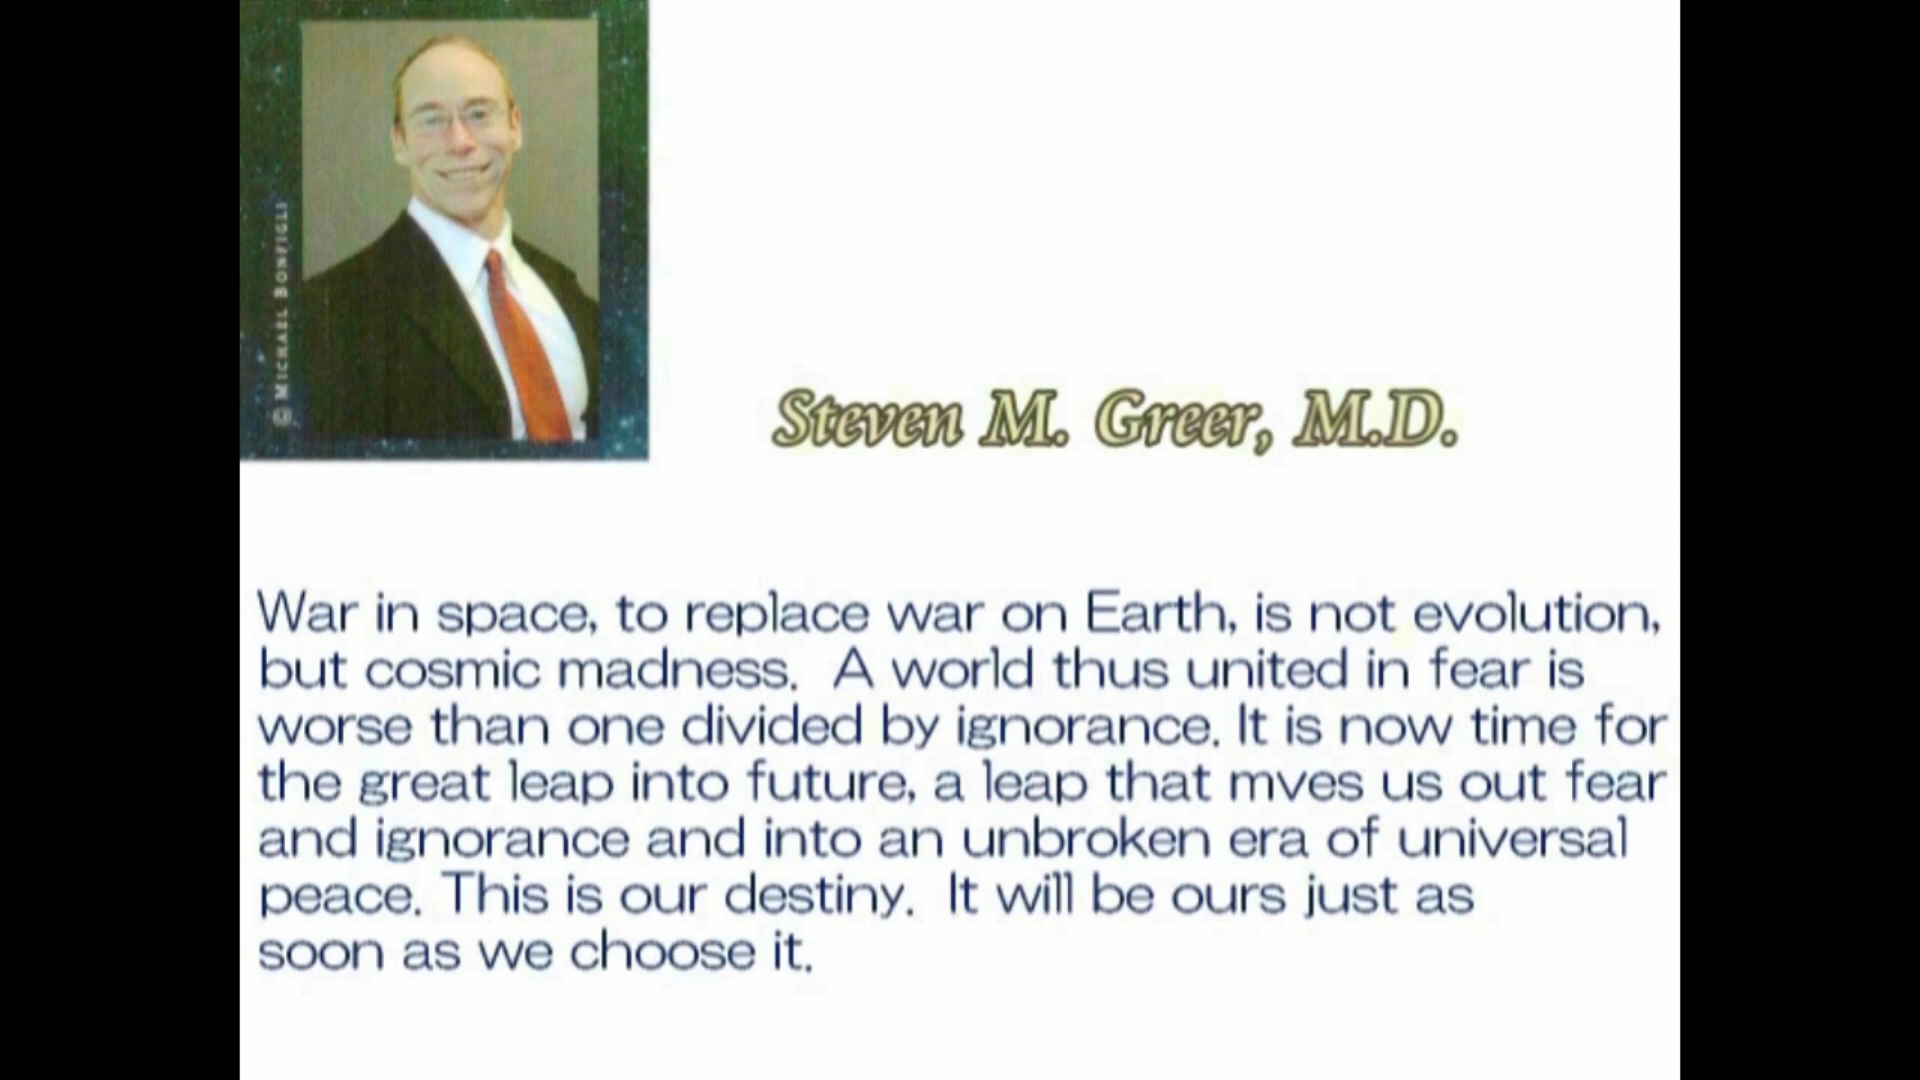 © MICHAEL BONFIGLI
Steven M. Greer, M.D.
War in space, to replace war on Earth, is not evolution,
but cosmic madness. A world thus united in fear is
worse than one divided by ignorance. It is now time for
the great leap into future, a leap that mves us out fear
and ignorance and into an unbroken era of universal
peace. This is our destiny. It will be ours just as
soon as we choose it.